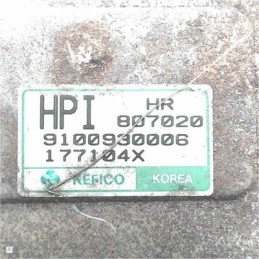 HPI HR
807020
9100930006
177104X
KEFICO KOREA